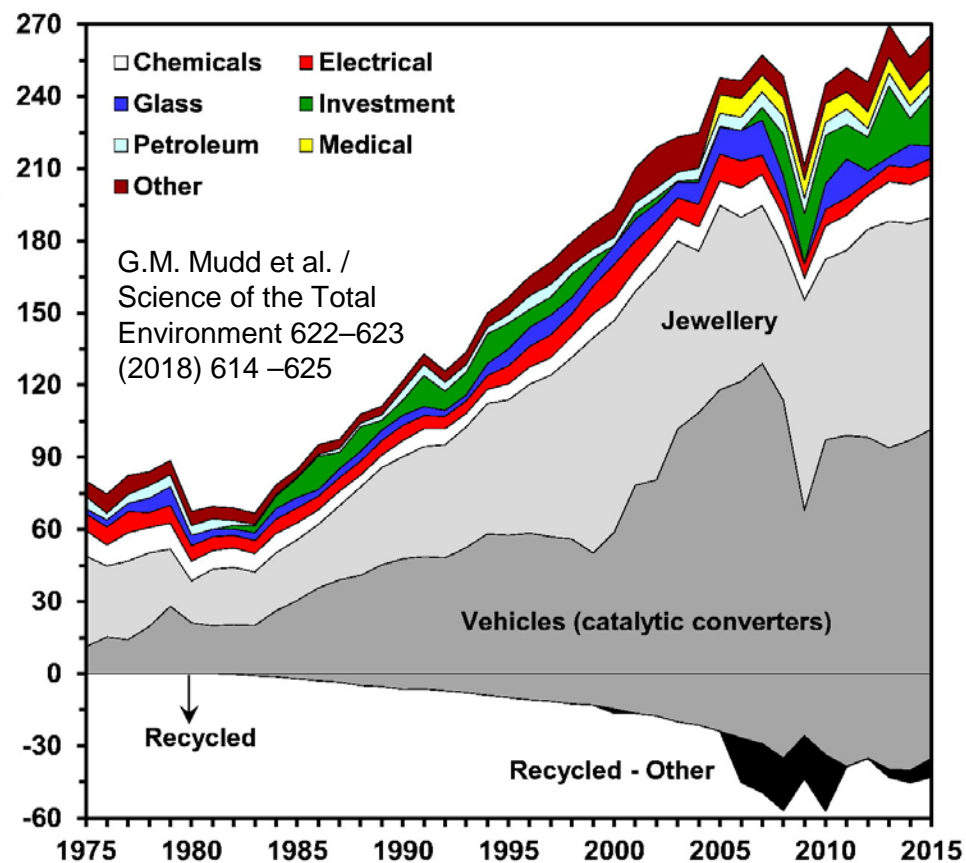 270
240
210
180
150
120
90
60
30
0
-30
-60
Chemicals
Electrical
Glass
Investment
Petroleum
Medical
Other
G.M. Mudd et al. /
Science of the Total
Environment 622–623
(2018) 614 –625
Jewellery
Vehicles (catalytic converters)
Recycled
Recycled - Other
1975 1980 1985 1990 1995 2000 2005 2010 2015